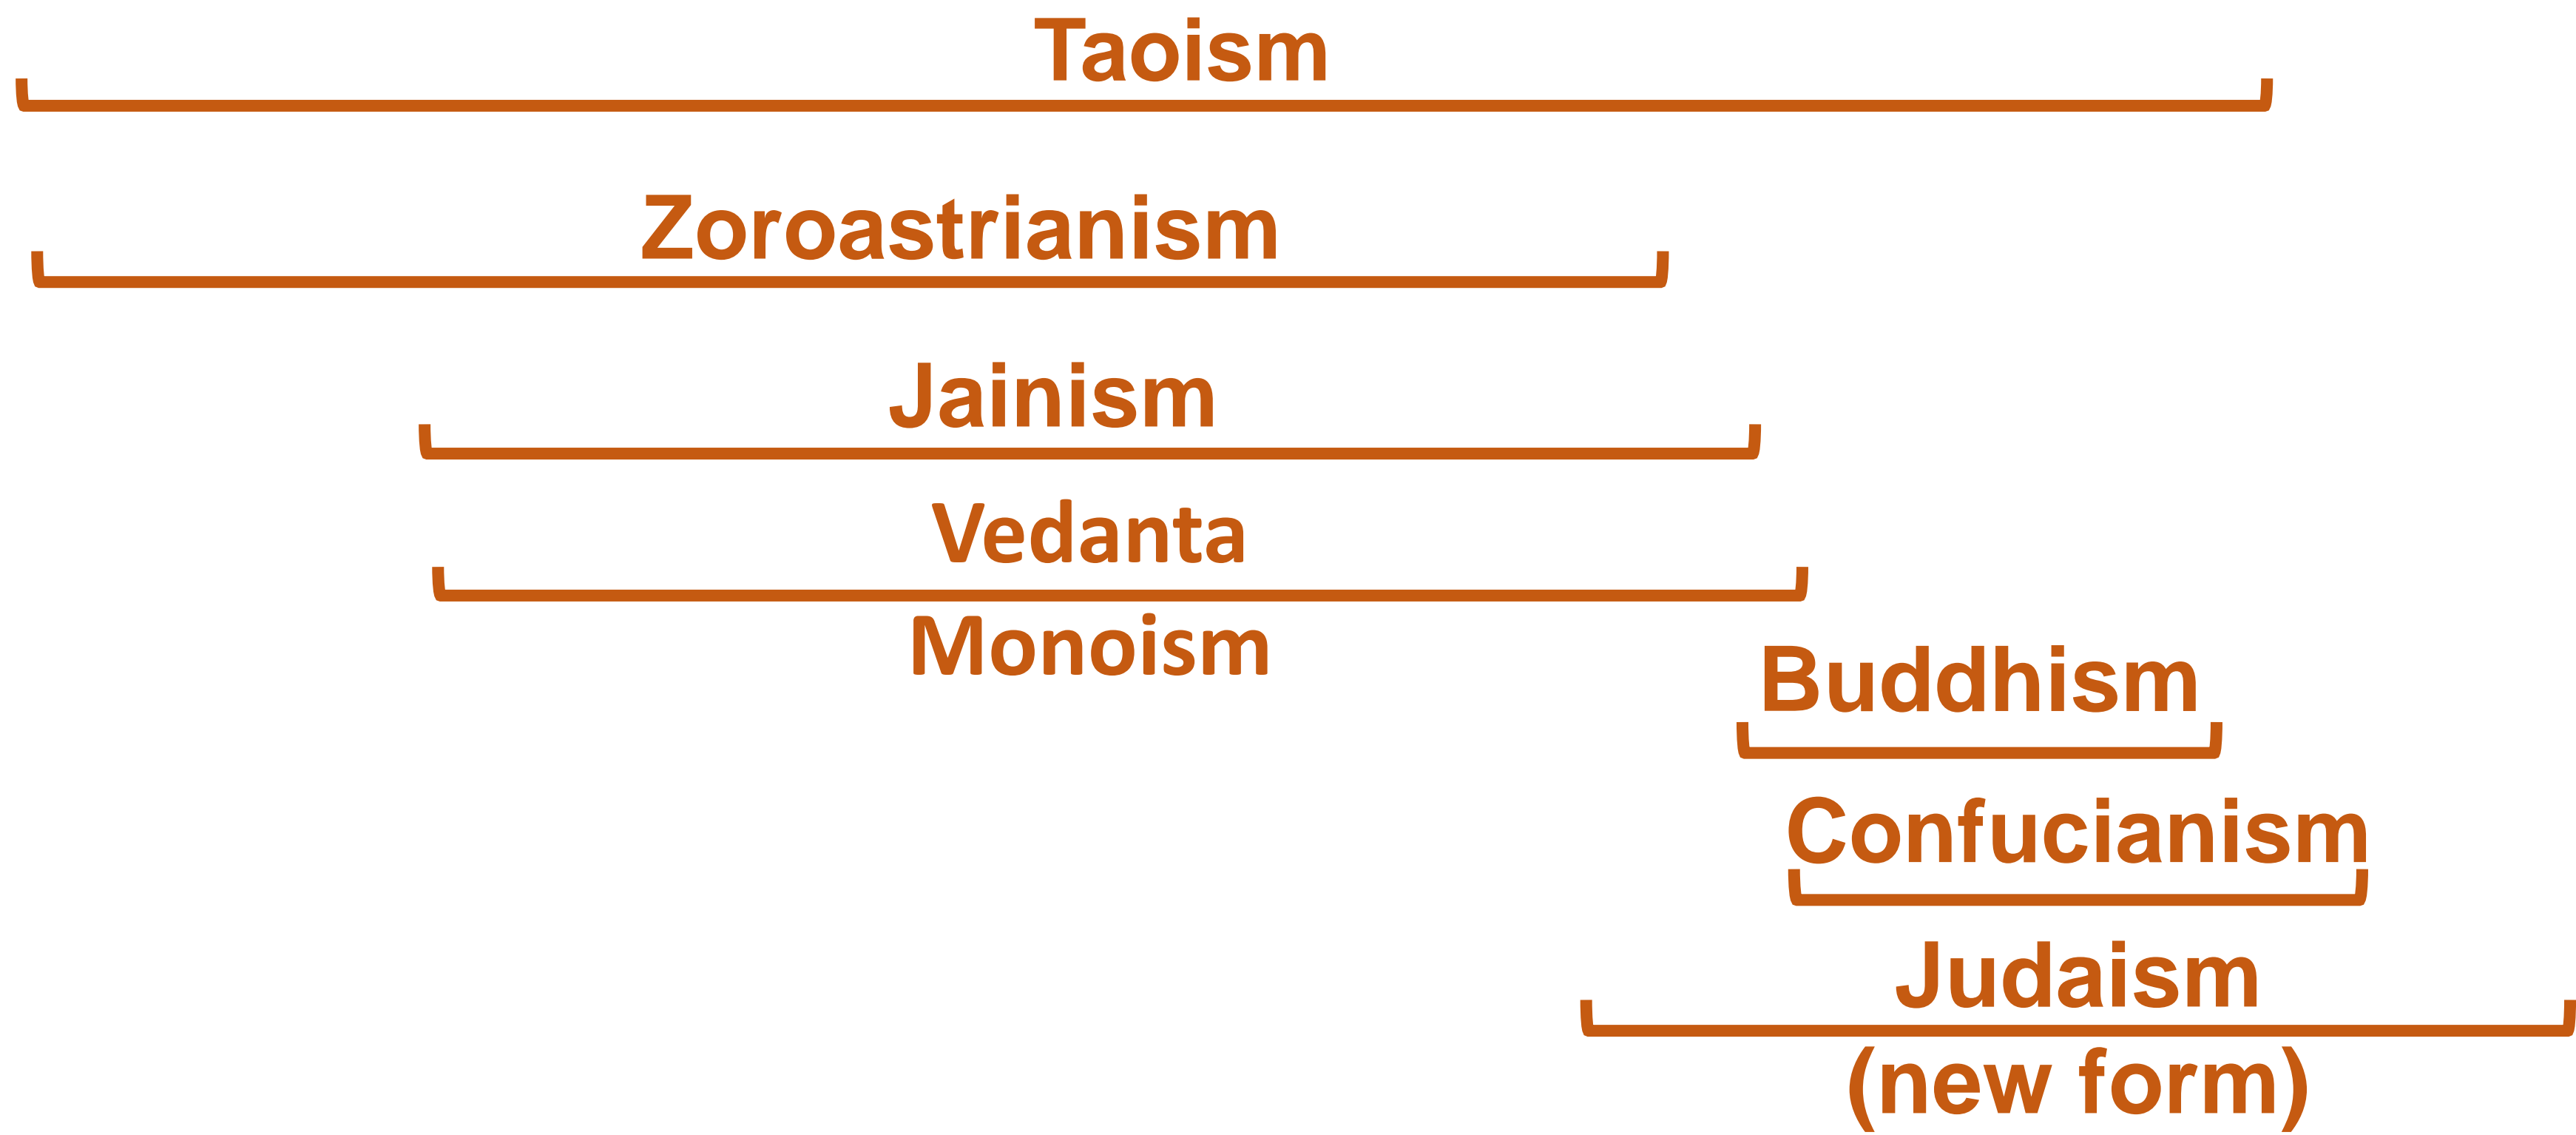 Taoism
Zoroastrianism
Jainism
Vedanta
Monoism
Buddhism
Confucianism
Judaism
(new form)